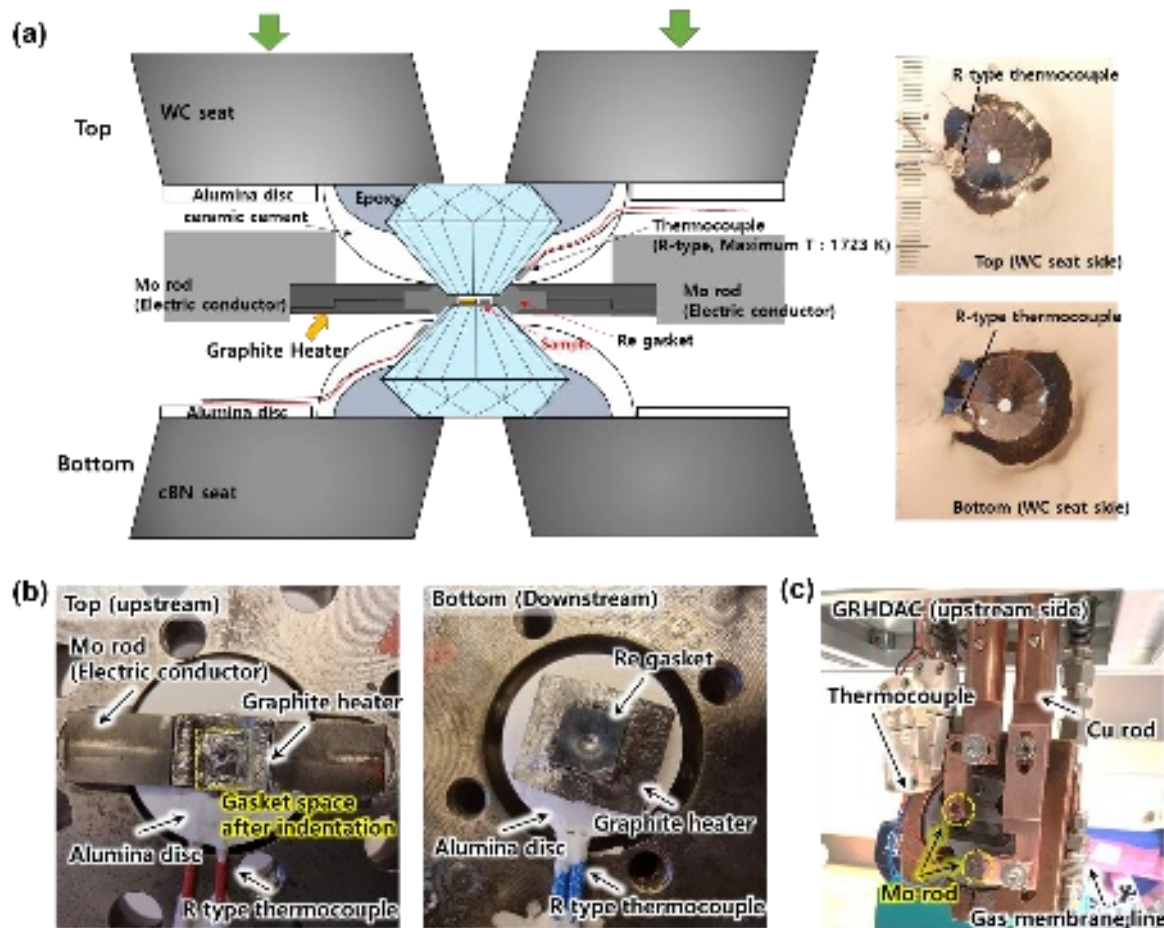 (a)
WC seat
Top
Alumina disc
Epoxy
ceramic cement
Thermocouple
(R-type, Maximum T : 1723 K)
Mo rod
(Electric conductor)
Mo rod
(Electric conductor)
Graphite Heater
Sample
Re gasket
Alumina disc
Bottom
cBN seat
R-type thermocouple
Top (WC seat side)
R-type thermocouple
Bottom (WC seat side)
(b)
Top (upstream)
Mo rod
(Electric conductor)
Graphite heater
Gasket space
after indentation
Alumina disc
R type thermocouple
Bottom (Downstream)
Re gasket
Graphite heater
Alumina disc
R type thermocouple
(c)
GRHDAC (upstream side)
Thermocouple
Cu rod
Mo rod
Gas membrane line